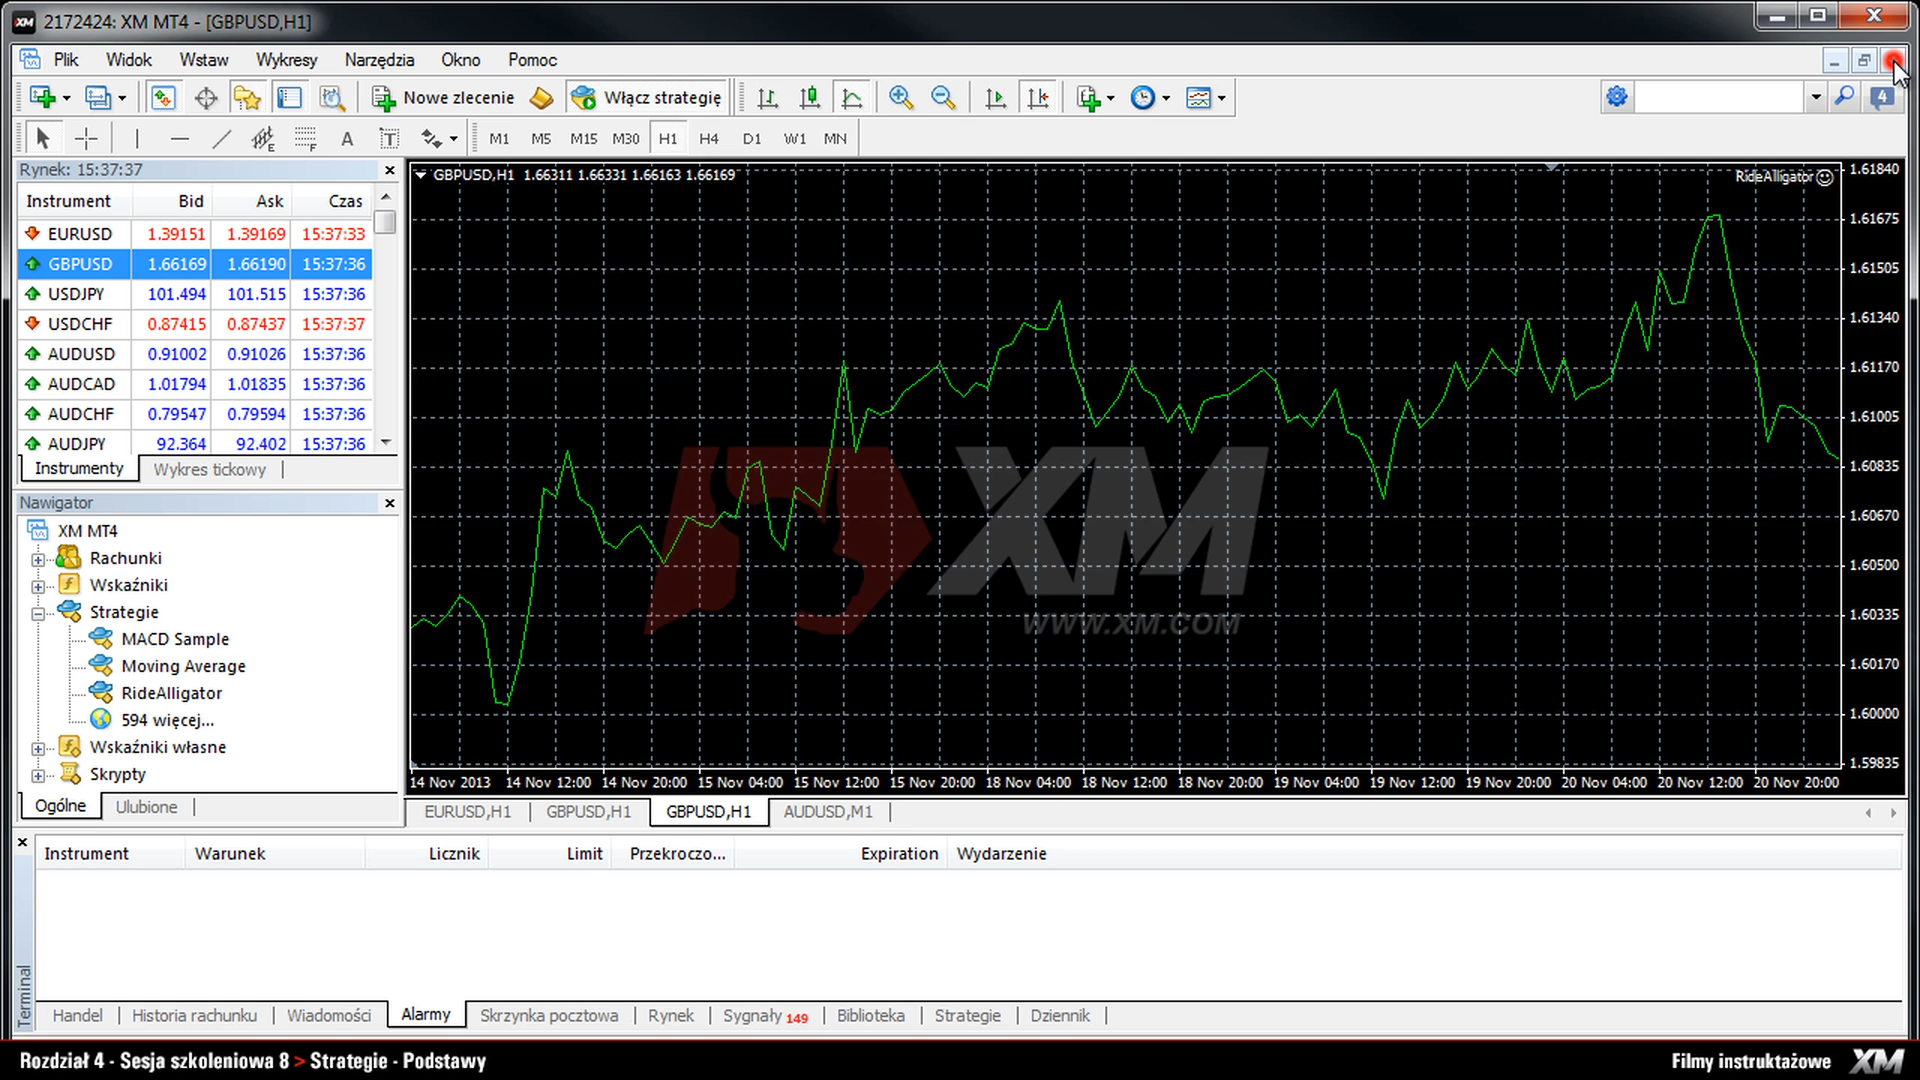 XM 2172424: XM MT4 - [GBPUSD,H1]
Plik Widok Wstaw Wykresy Narzędzia Okno Pomoc
Nowe zlecenie Włącz strategię 4
A T M1 M5 M15 M30 H1 H4 D1 W1 MN
Rynek: 15:37:37
Instrument Bid Ask Czas
EURUSD 1.39151 1.39169 15:37:33
GBPUSD 1.66169 1.66190 15:37:36
USDJPY 101.494 101.515 15:37:36
USDCHF 0.87415 0.87437 15:37:37
AUDUSD 0.91002 0.91026 15:37:36
AUDCAD 1.01794 1.01835 15:37:36
AUDCHF 0.79547 0.79594 15:37:36
AUDJPY 92.364 92.402 15:37:36
Instrumenty Wykres tickowy
Nawigator
XM MT4
Rachunki
Wskaźniki
Strategie
MACD Sample
Moving Average
RideAlligator
594 więcej...
Wskaźniki własne
Skrypty
Ogólne Ulubione
GBPUSD,H1 1.66311 1.66331 1.66163 1.66169
RideAlligator
1.61840
1.61675
1.61505
1.61340
1.61170
1.61005
1.60835
1.60670
1.60500
1.60335
1.60170
1.60000
1.59835
XM
WWW.XM.COM
14 Nov 2013 14 Nov 12:00 14 Nov 20:00 15 Nov 04:00 15 Nov 12:00 15 Nov 20:00 18 Nov 04:00 18 Nov 12:00 18 Nov 20:00 19 Nov 04:00 19 Nov 12:00 19 Nov 20:00 20 Nov 04:00 20 Nov 12:00 20 Nov 20:00
EURUSD,H1 GBPUSD,H1 GBPUSD,H1 AUDUSD,M1
Instrument Warunek Licznik Limit Przekroczo... Expiration Wydarzenie
Terminal
Handel Historia rachunku Wiadomości Alarmy Skrzynka pocztowa Rynek Sygnały 149 Biblioteka Strategie Dziennik
Rozdział 4 - Sesja szkoleniowa 8 > Strategie - Podstawy
Filmy instruktażowe XM